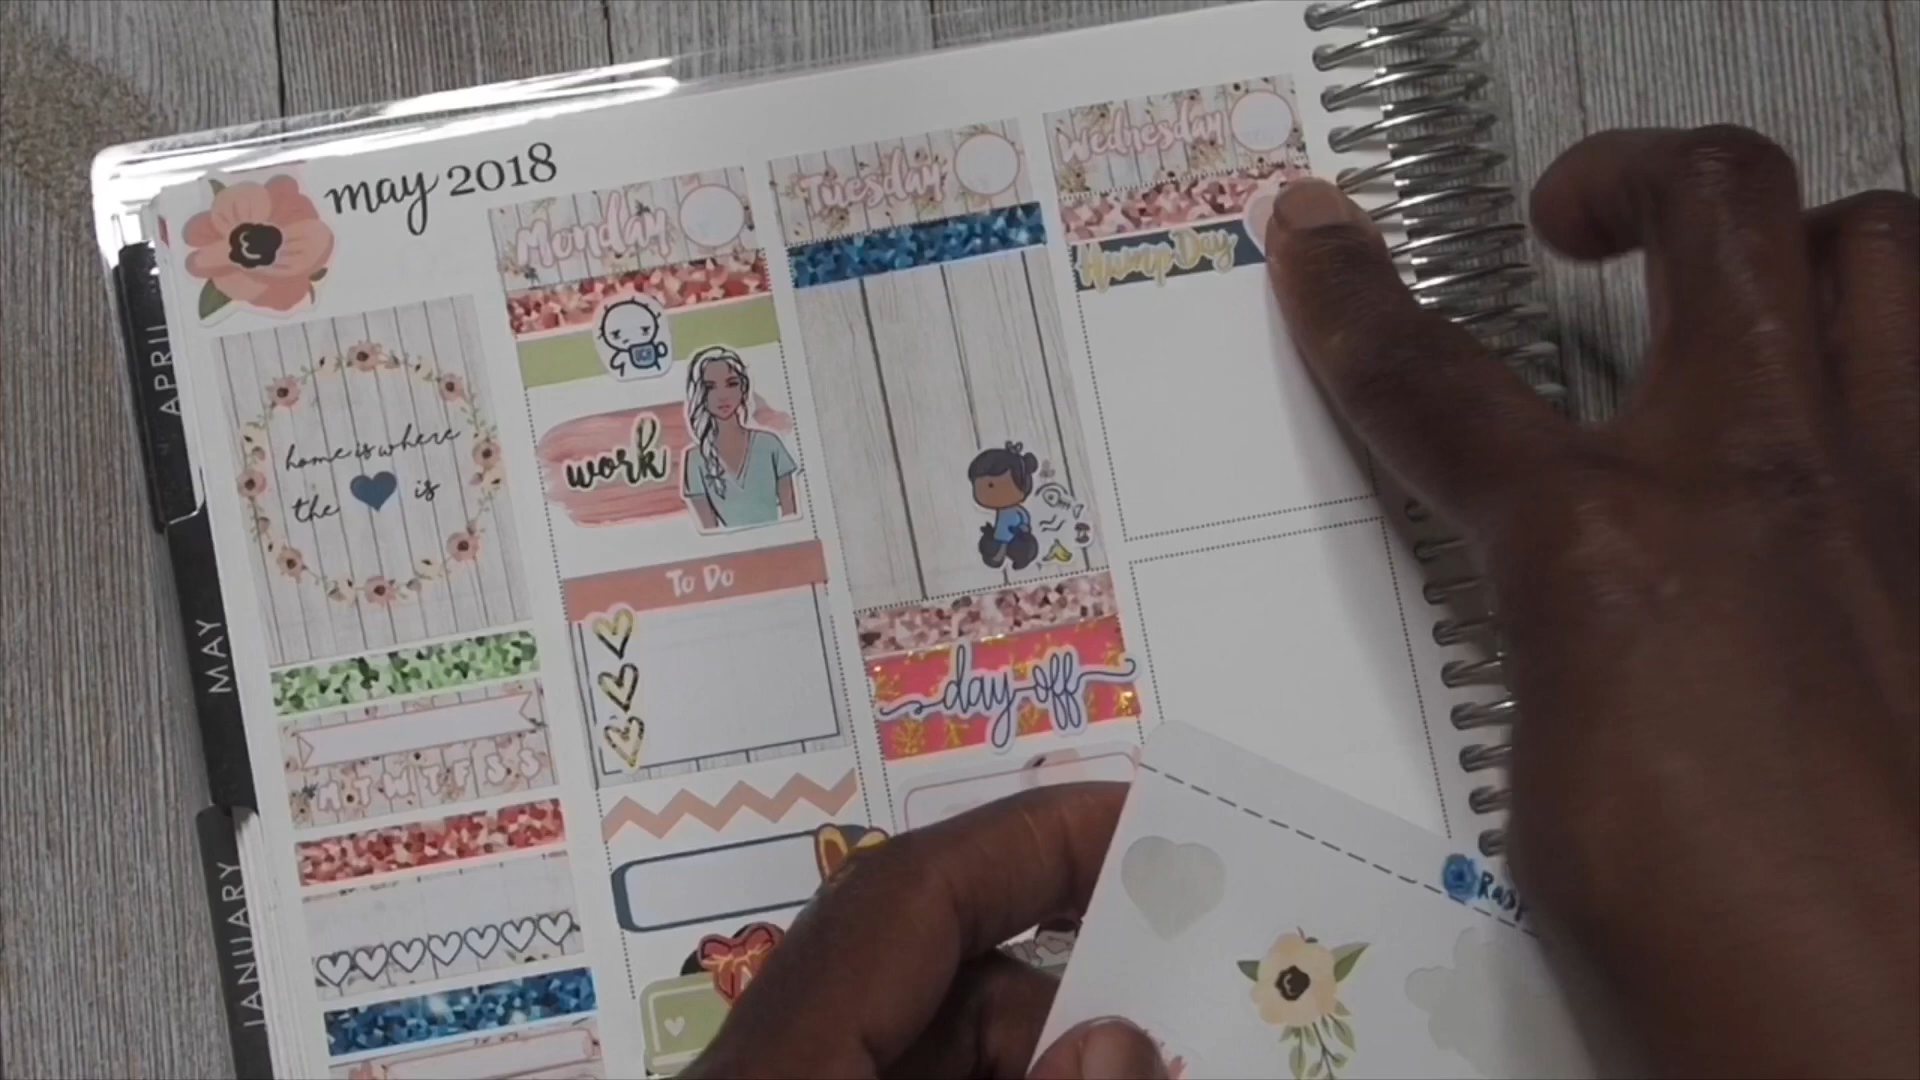 may 2018
Monday
Tuesday
Wednesday
Hump Day
home is where
the is
work
To Do
day off
M T W T F S S
APRIL
MAY
JANUARY